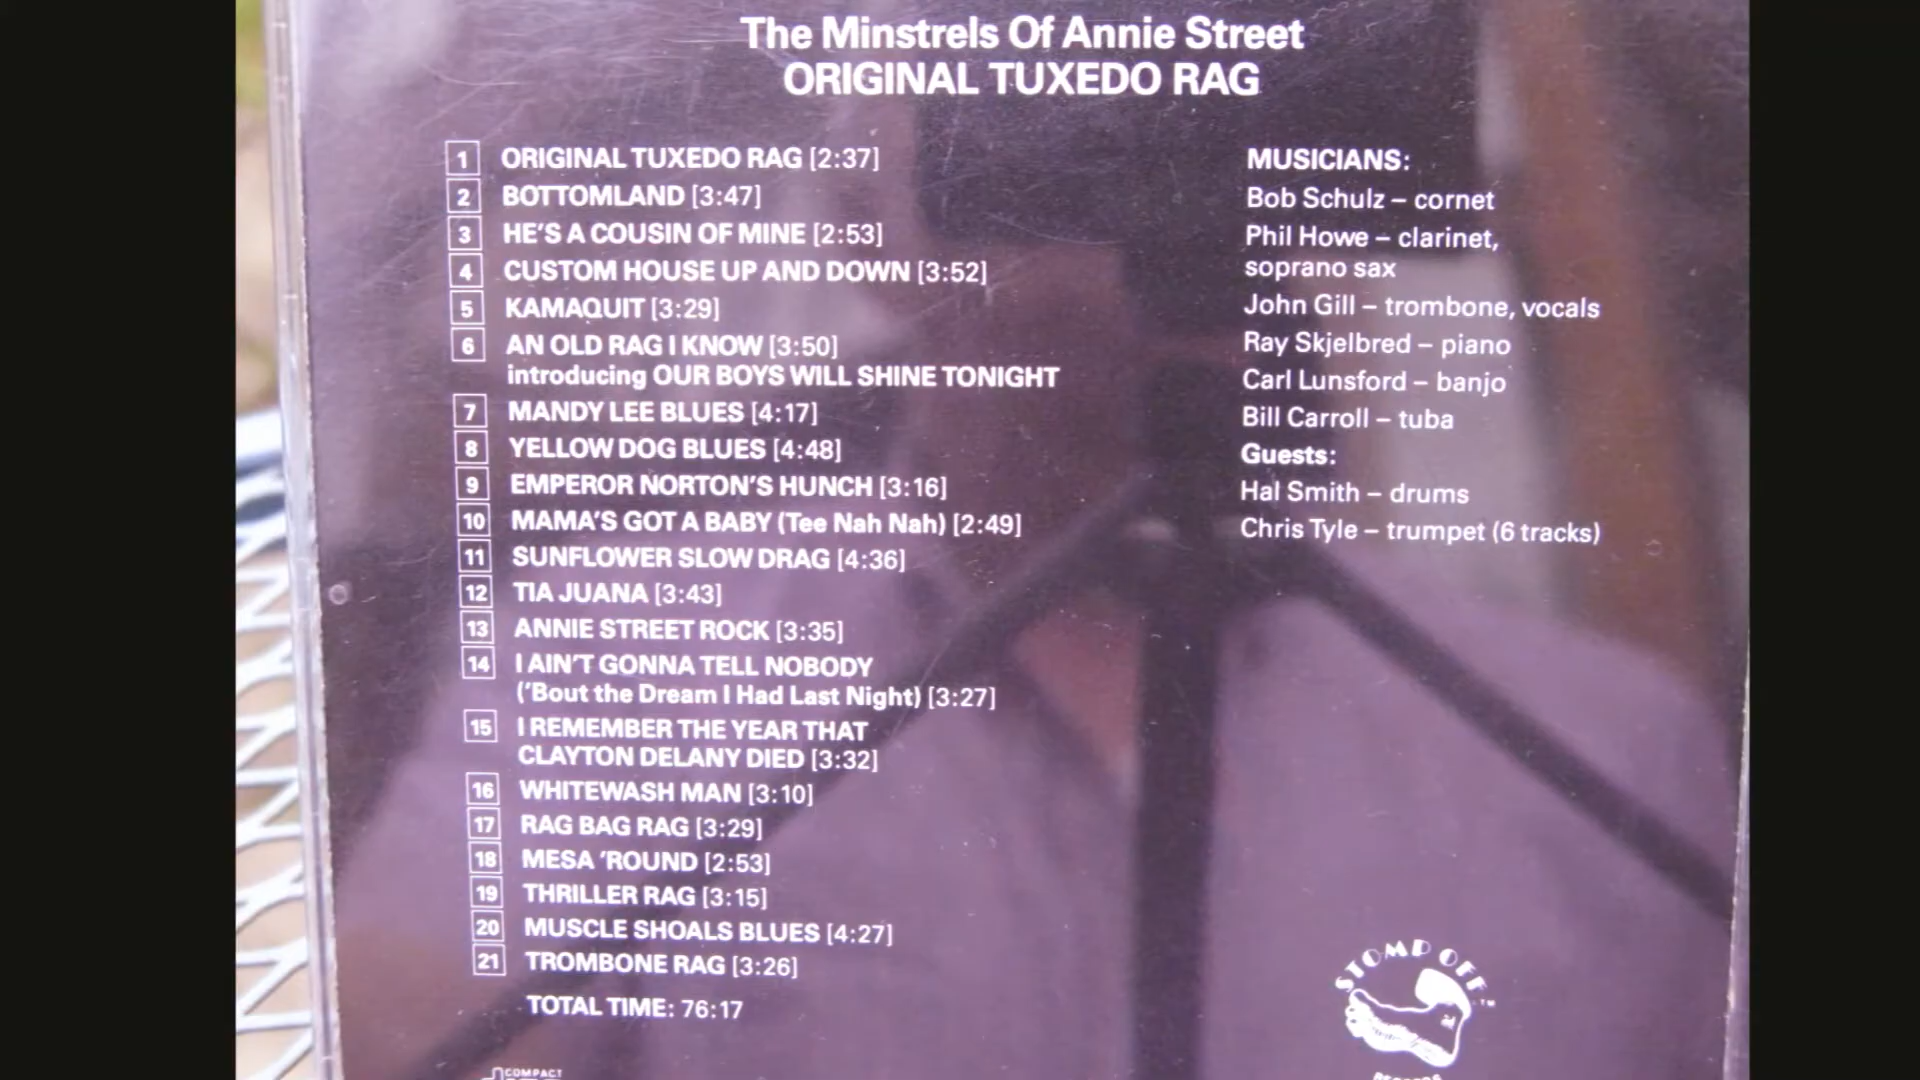 The Minstrels Of Annie Street
ORIGINAL TUXEDO RAG
1 ORIGINAL TUXEDO RAG [2:37]
2 BOTTOMLAND [3:47]
3 HE'S A COUSIN OF MINE [2:53]
4 CUSTOM HOUSE UP AND DOWN [3:52]
5 KAMAQUIT [3:29]
6 AN OLD RAG I KNOW [3:50]
introducing OUR BOYS WILL SHINE TONIGHT
7 MANDY LEE BLUES [4:17]
8 YELLOW DOG BLUES [4:48]
9 EMPEROR NORTON'S HUNCH [3:16]
10 MAMA'S GOT A BABY (Tee Nah Nah) [2:49]
11 SUNFLOWER SLOW DRAG [4:36]
12 TIA JUANA [3:43]
13 ANNIE STREET ROCK [3:35]
14 I AIN'T GONNA TELL NOBODY
('Bout the Dream I Had Last Night) [3:27]
15 I REMEMBER THE YEAR THAT
CLAYTON DELANY DIED [3:32]
16 WHITEWASH MAN [3:10]
17 RAG BAG RAG [3:29]
18 MESA 'ROUND [2:53]
19 THRILLER RAG [3:15]
20 MUSCLE SHOALS BLUES [4:27]
21 TROMBONE RAG [3:26]
TOTAL TIME: 76:17
MUSICIANS:
Bob Schulz – cornet
Phil Howe – clarinet,
soprano sax
John Gill – trombone, vocals
Ray Skjelbred – piano
Carl Lunsford – banjo
Bill Carroll – tuba
Guests:
Hal Smith – drums
Chris Tyle – trumpet (6 tracks)
STOMP OFF
TM
RECORDS
COMPACT